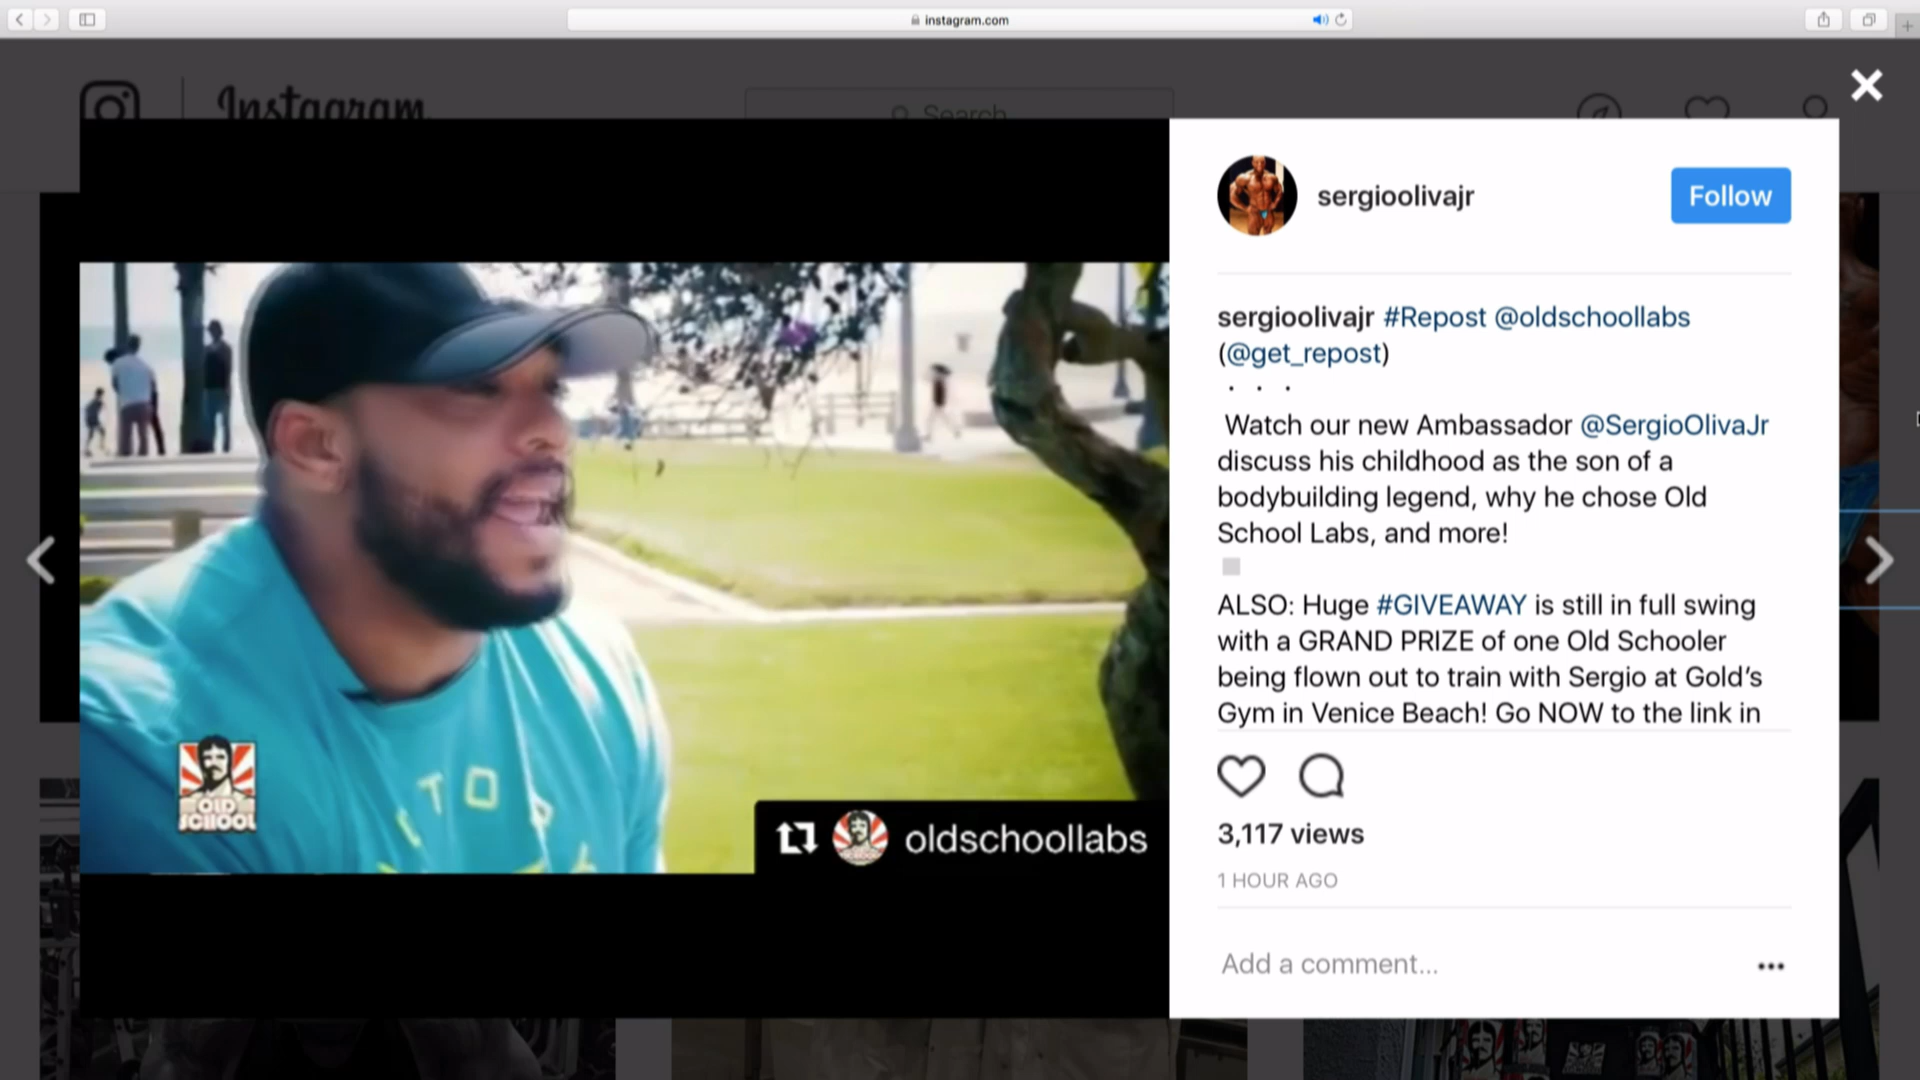 instagram.com
Instagram
Search
sergioolivajr
Follow
sergioolivajr #Repost @oldschoollabs
(@get_repost)
. . .
Watch our new Ambassador @SergioOlivaJr
discuss his childhood as the son of a
bodybuilding legend, why he chose Old
School Labs, and more!
ALSO: Huge #GIVEAWAY is still in full swing
with a GRAND PRIZE of one Old Schooler
being flown out to train with Sergio at Gold’s
Gym in Venice Beach! Go NOW to the link in
OLD
SCHOOL
oldschoollabs
3,117 views
1 HOUR AGO
Add a comment...